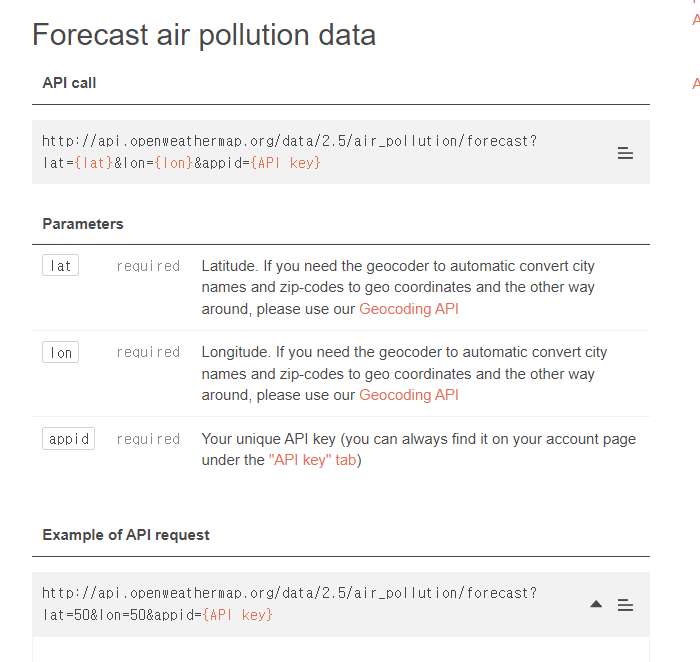 Forecast air pollution data
API call
http://api.openweathermap.org/data/2.5/air_pollution/forecast?
lat={lat}&lon={lon}&appid={API key}
Parameters
lat required Latitude. If you need the geocoder to automatic convert city
names and zip-codes to geo coordinates and the other way
around, please use our Geocoding API
lon required Longitude. If you need the geocoder to automatic convert city
names and zip-codes to geo coordinates and the other way
around, please use our Geocoding API
appid required Your unique API key (you can always find it on your account page
under the "API key" tab)
Example of API request
http://api.openweathermap.org/data/2.5/air_pollution/forecast?
lat=50&lon=50&appid={API key}